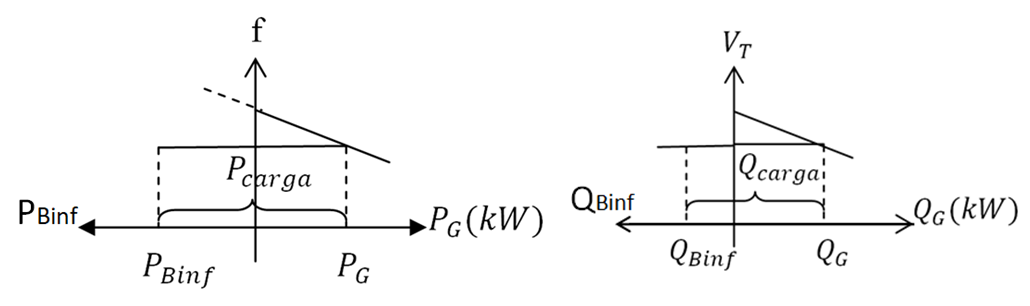 f
P_carga
P_Binf
P_G(kW)
P_Binf
P_G
V_T
Q_carga
Q_Binf
Q_G(kW)
Q_Binf
Q_G